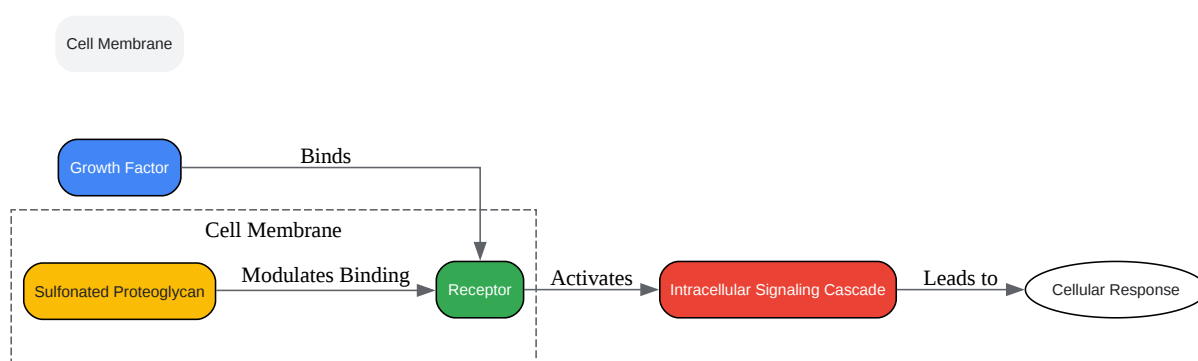 Cell Membrane
Growth Factor
Binds
Cell Membrane
Sulfonated Proteoglycan
Modulates Binding
Receptor
Activates
Intracellular Signaling Cascade
Leads to
Cellular Response